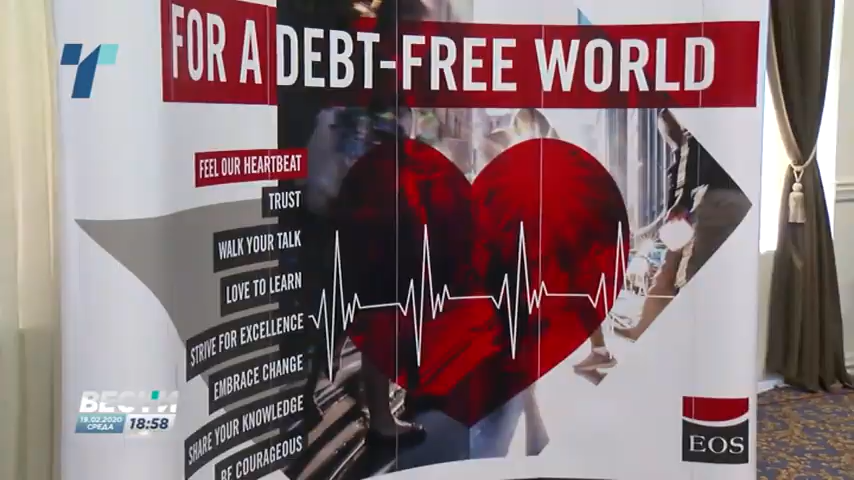 FOR A DEBT-FREE WORLD
FEEL OUR HEARTBEAT
TRUST
WALK YOUR TALK
LOVE TO LEARN
STRIVE FOR EXCELLENCE
EMBRACE CHANGE
SHARE YOUR KNOWLEDGE
BE COURAGEOUS
EOS
ВЕСТИ
19.02.2020
СРЕДА
18:58